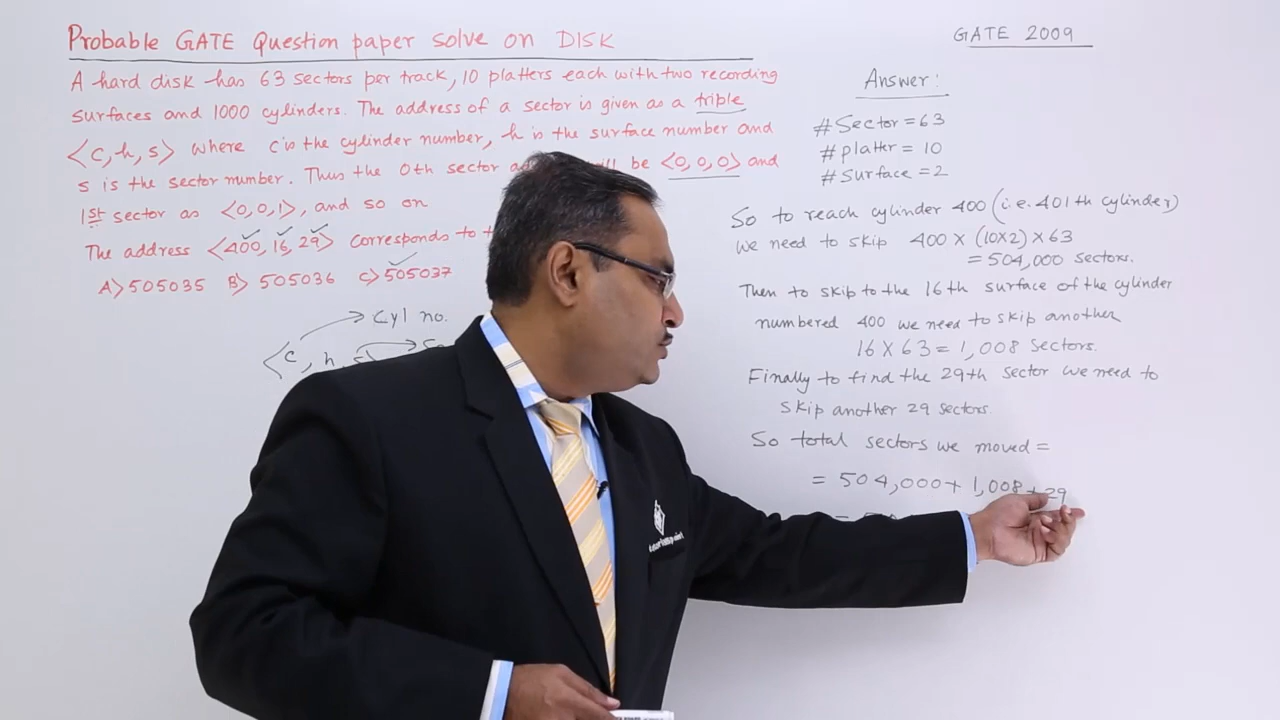 Probable GATE Question paper solve on DISK
GATE 2009
A hard disk has 63 sectors per track, 10 platters each with two recording
surfaces and 1000 cylinders. The address of a sector is given as a triple
<c, h, s> where c is the cylinder number, h is the surface number and
s is the sector number. Thus the 0th sector be <0, 0, 0> and
1st sector as <0, 0, 1>, and so on
The address <400, 16, 29> corresponds to
A> 505035 B> 505036 C> 505037
Cyl no.
<c, h, s>
Answer:
#Sector = 63
#platter = 10
#surface = 2
So to reach cylinder 400 (i.e. 401th cylinder)
we need to skip 400 × (10×2) × 63
= 504,000 sectors.
Then to skip to the 16th surface of the cylinder
numbered 400 we need to skip another
16 × 63 = 1,008 sectors.
Finally to find the 29th sector we need to
skip another 29 sectors.
So total sectors we moved =
= 504,000 + 1,008 + 29